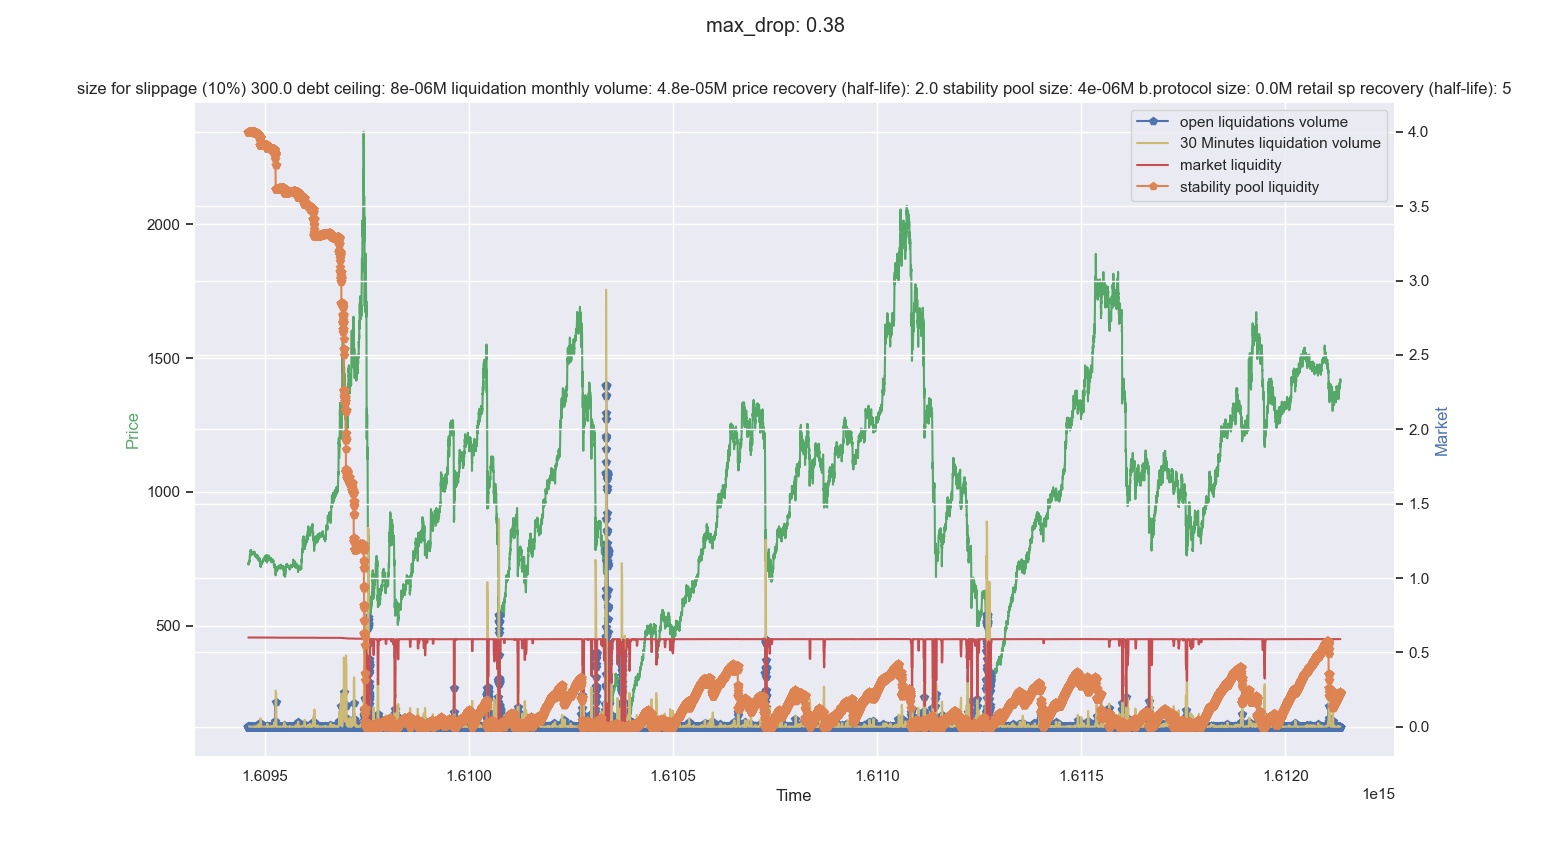 max_drop: 0.38
size for slippage (10%) 300.0 debt ceiling: 8e-06M liquidation monthly volume: 4.8e-05M price recovery (half-life): 2.0 stability pool size: 4e-06M b.protocol size: 0.0M retail sp recovery (half-life): 5
open liquidations volume
30 Minutes liquidation volume
market liquidity
stability pool liquidity
Price
2000
1500
1000
500
4.0
3.5
3.0
2.5
2.0
1.5
1.0
0.5
0.0
Market
1.6095 1.6100 1.6105 1.6110 1.6115 1.6120
Time
1e15